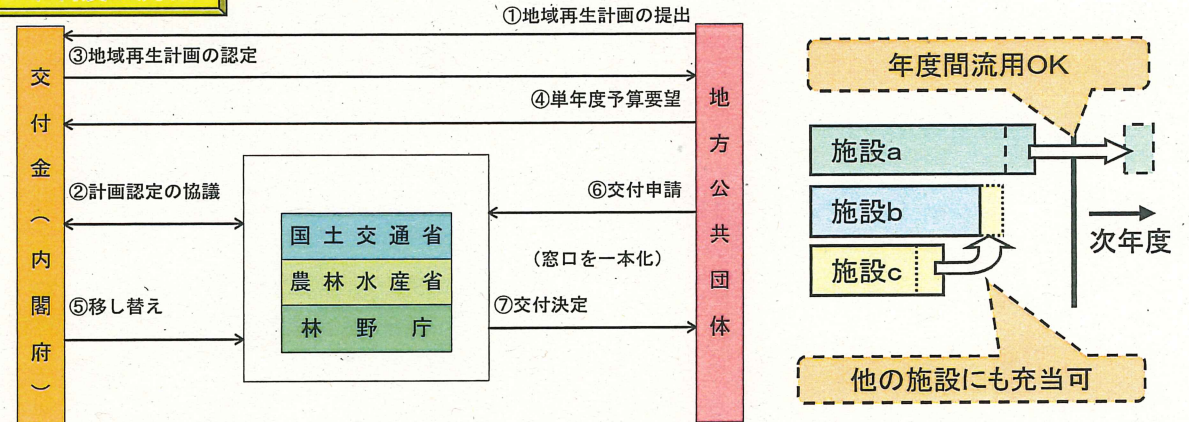 ①地域再生計画の提出
③地域再生計画の認定
④単年度予算要望
②計画認定の協議
⑥交付申請
(窓口を一本化)
⑤移し替え
⑦交付決定
交付金(内閣府)
国土交通省
農林水産省
林野庁
地方公共団体
年度間流用OK
施設a
施設b
施設c
次年度
他の施設にも充当可